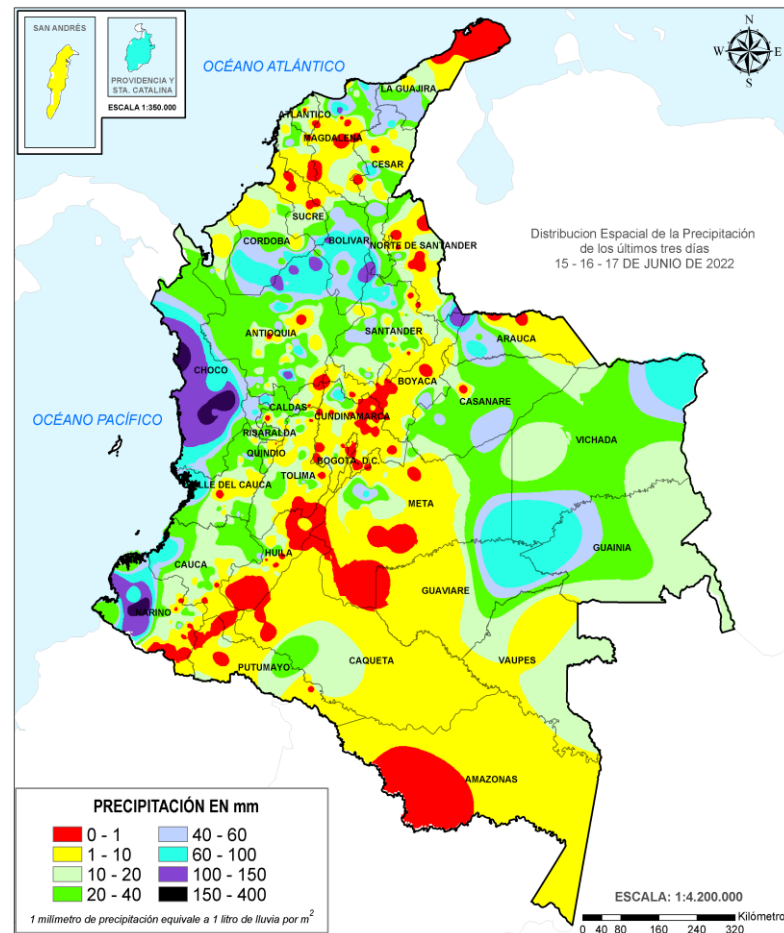 SAN ANDRÉS
PROVIDENCIA Y
STA. CATALINA
ESCALA 1:350.000
OCÉANO ATLÁNTICO
N
W E
S
LA GUAJIRA
ATLANTICO
MAGDALENA
CESAR
SUCRE
CORDOBA
BOLIVAR
NORTE DE SANTANDER
Distribucion Espacial de la Precipitación
de los últimos tres días
15 - 16 - 17 DE JUNIO DE 2022
ANTIOQUIA
SANTANDER
ARAUCA
CHOCO
BOYACA
CASANARE
OCÉANO PACÍFICO
CALDAS
CUNDINAMARCA
RISARALDA
VICHADA
QUINDIO
BOGOTA, D.C.
TOLIMA
VALLE DEL CAUCA
META
GUAINIA
HUILA
CAUCA
GUAVIARE
NARIÑO
CAQUETA
VAUPES
PUTUMAYO
AMAZONAS
PRECIPITACIÓN EN mm
0 - 1
40 - 60
1 - 10
60 - 100
10 - 20
100 - 150
20 - 40
150 - 400
1 milímetro de precipitación equivale a 1 litro de lluvia por m²
ESCALA: 1:4.200.000
Kilómetro
0 40 80 160 240 320